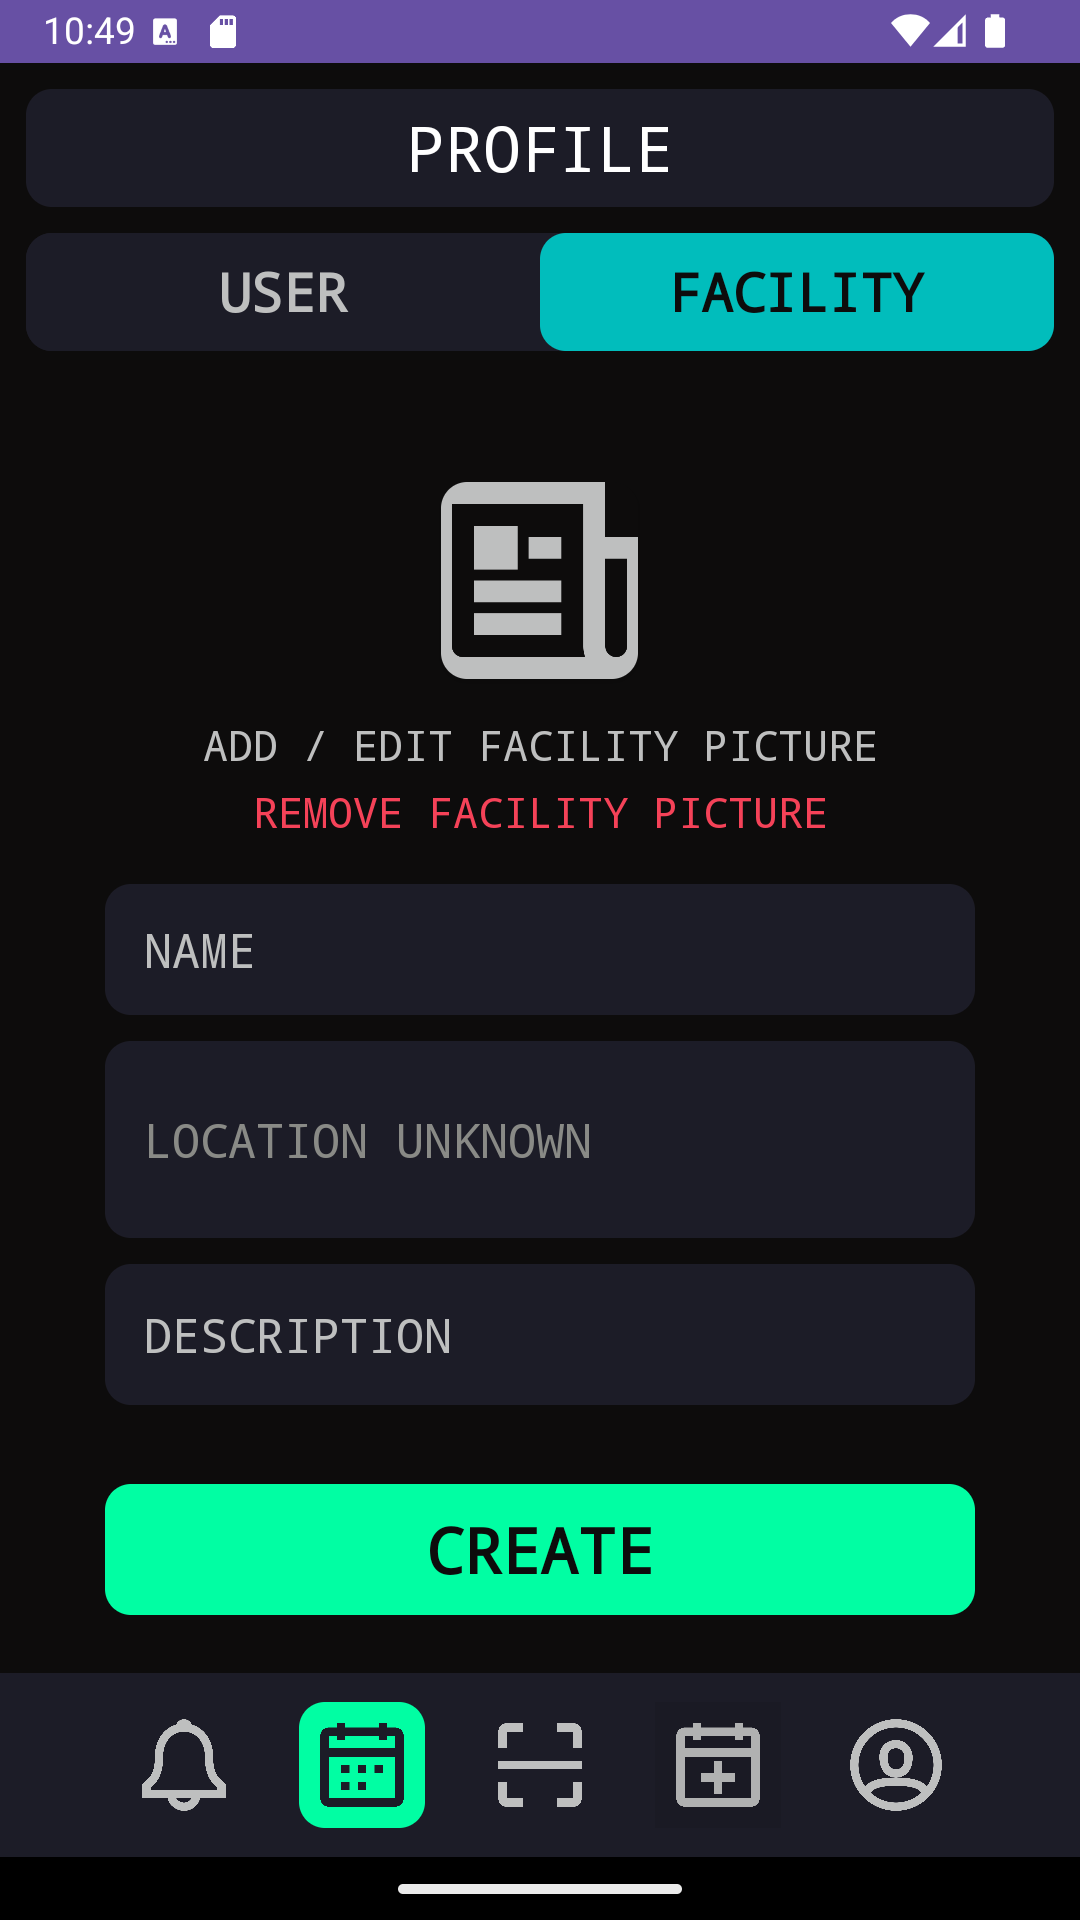 10:49
PROFILE
USER
FACILITY
ADD / EDIT FACILITY PICTURE
REMOVE FACILITY PICTURE
NAME
LOCATION UNKNOWN
DESCRIPTION
CREATE